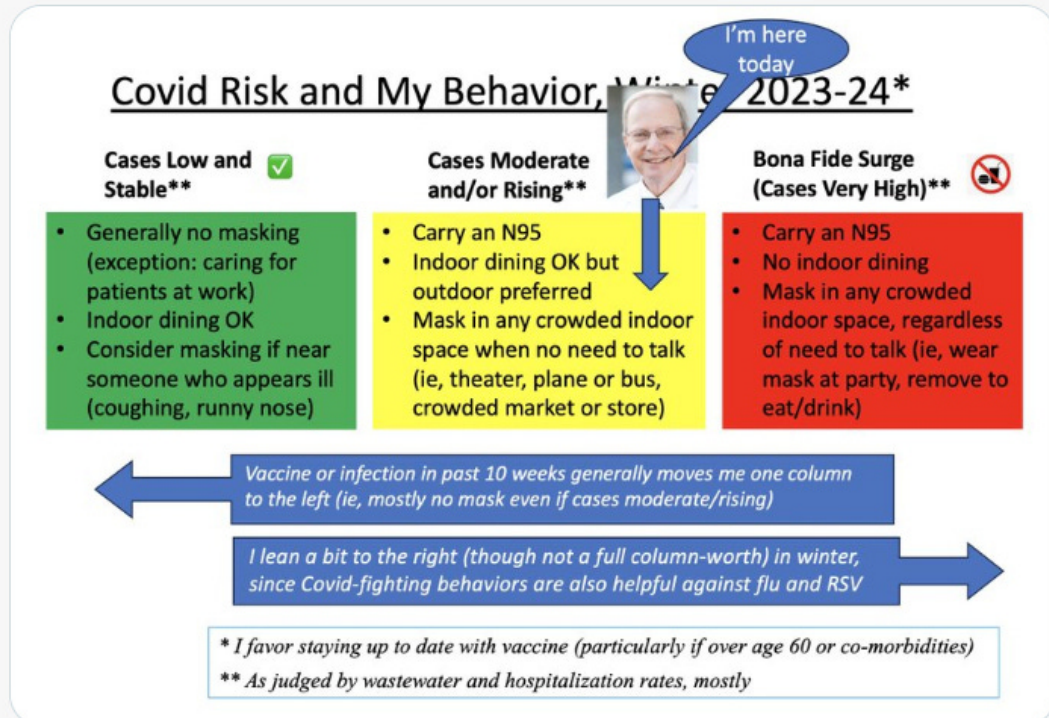 I'm here
today
Covid Risk and My Behavior, Winter 2023-24*
Cases Low and
Stable**
Cases Moderate
and/or Rising**
Bona Fide Surge
(Cases Very High)**
• Generally no masking
(exception: caring for
patients at work)
• Indoor dining OK
• Consider masking if near
someone who appears ill
(coughing, runny nose)
• Carry an N95
• Indoor dining OK but
outdoor preferred
• Mask in any crowded indoor
space when no need to talk
(ie, theater, plane or bus,
crowded market or store)
• Carry an N95
• No indoor dining
• Mask in any crowded
indoor space, regardless
of need to talk (ie, wear
mask at party, remove to
eat/drink)
Vaccine or infection in past 10 weeks generally moves me one column
to the left (ie, mostly no mask even if cases moderate/rising)
I lean a bit to the right (though not a full column-worth) in winter,
since Covid-fighting behaviors are also helpful against flu and RSV
* I favor staying up to date with vaccine (particularly if over age 60 or co-morbidities)
** As judged by wastewater and hospitalization rates, mostly